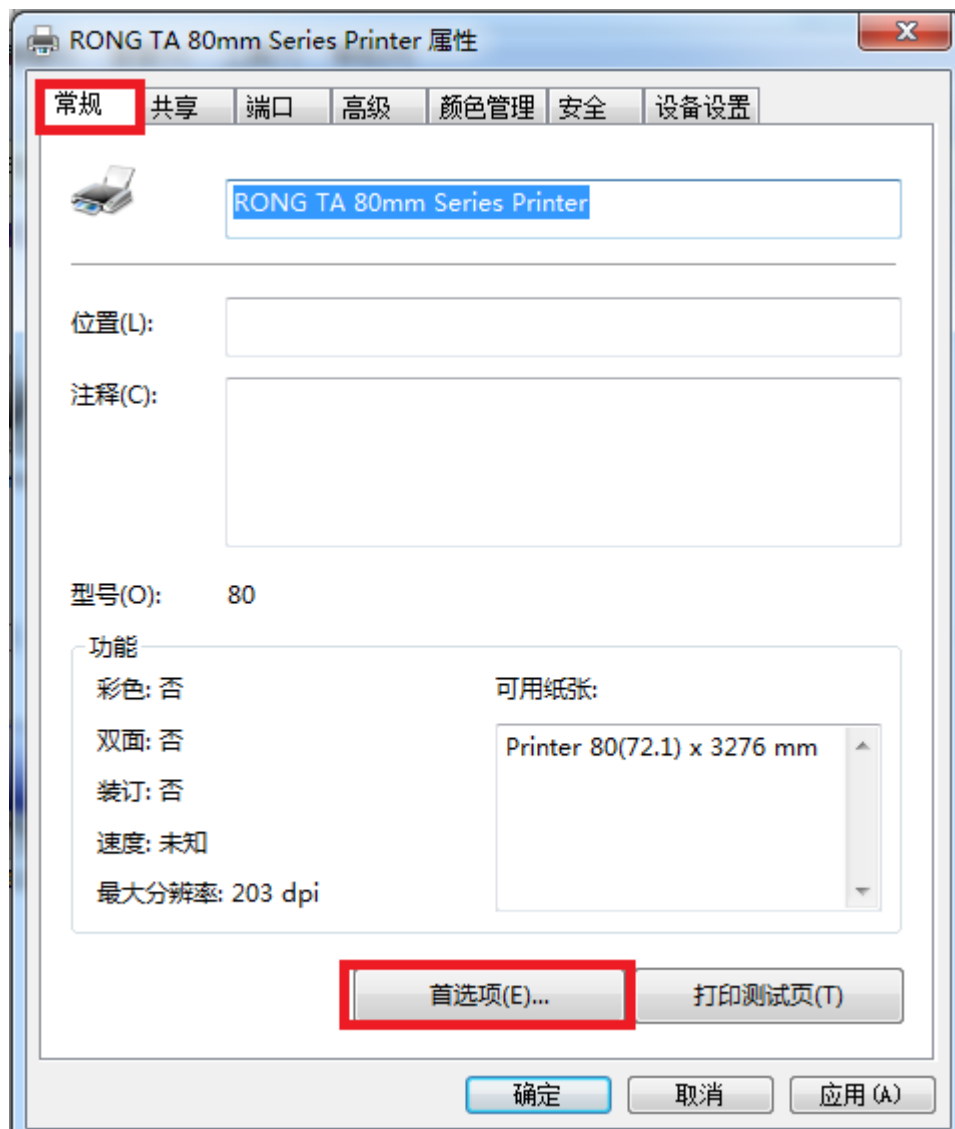 RONG TA 80mm Series Printer 属性
常规 共享 端口 高级 颜色管理 安全 设备设置
RONG TA 80mm Series Printer
位置(L):
注释(C):
型号(O): 80
功能
彩色: 否 可用纸张:
双面: 否 Printer 80(72.1) x 3276 mm
装订: 否
速度: 未知
最大分辨率: 203 dpi
首选项(E)... 打印测试页(T)
确定 取消 应用(A)